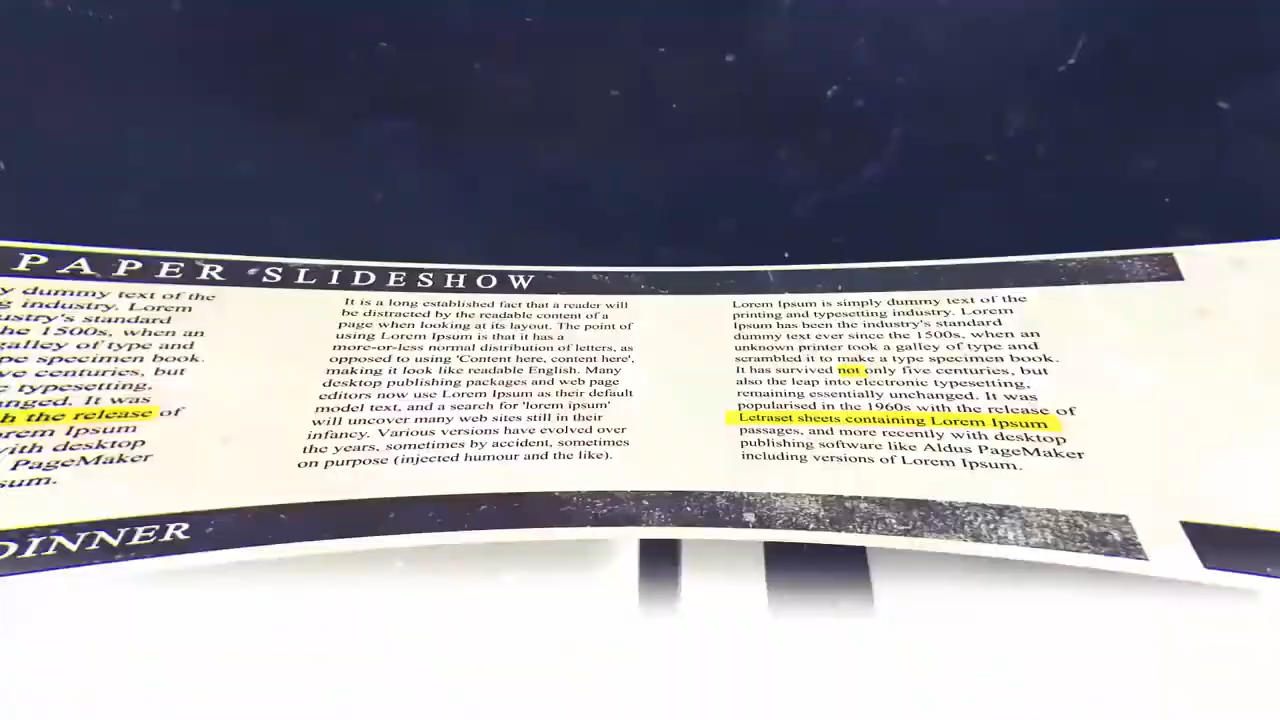 PAPER SLIDESHOW
y dummy text of the
g industry. Lorem
ustry's standard
he 1500s, when an
galley of type and
pe specimen book.
ve centuries, but
typesetting,
nged. It was
h the release of
orem Ipsum
with desktop
PageMaker
sum.
It is a long established fact that a reader will
be distracted by the readable content of a
page when looking at its layout. The point of
using Lorem Ipsum is that it has a
more-or-less normal distribution of letters, as
opposed to using 'Content here, content here',
making it look like readable English. Many
desktop publishing packages and web page
editors now use Lorem Ipsum as their default
model text, and a search for 'lorem ipsum'
will uncover many web sites still in their
infancy. Various versions have evolved over
the years, sometimes by accident, sometimes
on purpose (injected humour and the like).
Lorem Ipsum is simply dummy text of the
printing and typesetting industry. Lorem
Ipsum has been the industry's standard
dummy text ever since the 1500s, when an
unknown printer took a galley of type and
scrambled it to make a type specimen book.
It has survived not only five centuries, but
also the leap into electronic typesetting,
remaining essentially unchanged. It was
popularised in the 1960s with the release of
Letraset sheets containing Lorem Ipsum
passages, and more recently with desktop
publishing software like Aldus PageMaker
including versions of Lorem Ipsum.
DINNER